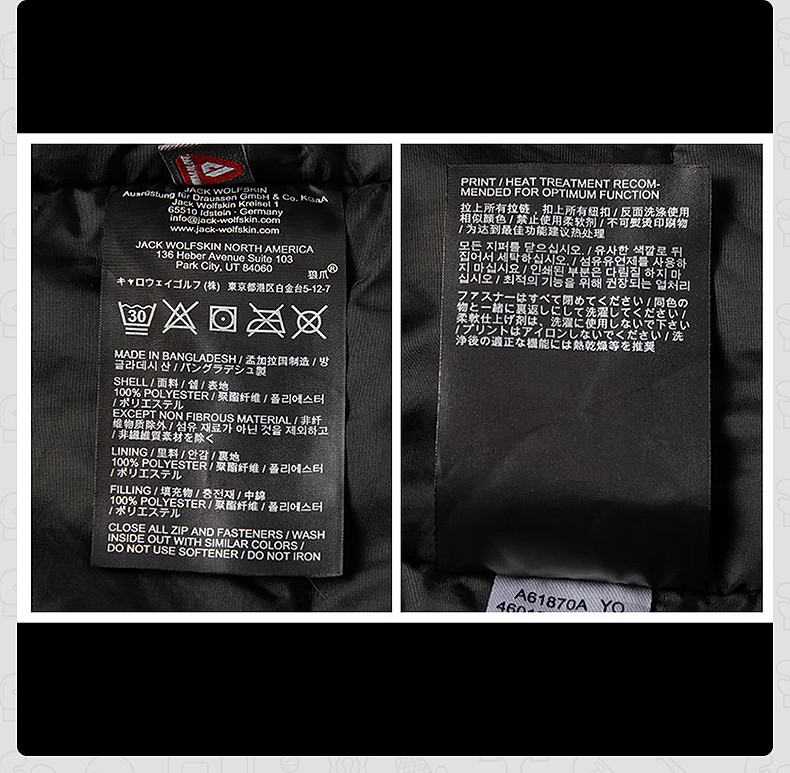 JACK WOLFSKIN
Ausrüstung für Draussen GmbH & Co. KGaA
Jack Wolfskin Kreisel 1
65510 Idstein · Germany
info@jack-wolfskin.com
www.jack-wolfskin.com
JACK WOLFSKIN NORTH AMERICA
136 Heber Avenue Suite 103
Park City, UT 84060
狼爪®
キャロウェイゴルフ (株) 東京都港区白金台5-12-7
30
MADE IN BANGLADESH / 孟加拉国制造 / 방
글라데시 산 / バングラデシュ製
SHELL / 面料 / 쉘 / 表地
100% POLYESTER / 聚酯纤维 / 폴리에스터
/ ポリエステル
EXCEPT NON FIBROUS MATERIAL / 非纤
维物质除外 / 섬유 재료가 아닌 것을 제외하고
/ 非繊維質素材を除く
LINING / 里料 / 안감 / 裏地
100% POLYESTER / 聚酯纤维 / 폴리에스터
/ ポリエステル
FILLING / 填充物 / 충전재 / 中綿
100% POLYESTER / 聚酯纤维 / 폴리에스터
/ ポリエステル
CLOSE ALL ZIP AND FASTENERS / WASH
INSIDE OUT WITH SIMILAR COLORS /
DO NOT USE SOFTENER / DO NOT IRON
PRINT / HEAT TREATMENT RECOM-
MENDED FOR OPTIMUM FUNCTION
拉上所有拉链，扣上所有纽扣 / 反面洗涤使用
相似颜色 / 禁止使用柔软剂 / 不可熨烫印刷物
/ 为达到最佳功能建议热处理
모든 지퍼를 닫으십시오 / 유사한 색깔로 뒤
집어서 세탁하십시오 / 섬유유연제를 사용하
지 마십시오 / 인쇄된 부분은 다림질 하지 마
십시오 / 최적의 기능을 위해 권장되는 열처리
ファスナーはすべて閉めてください / 同色の
物と一緒に裏返しにして洗濯してください /
柔軟仕上げ剤は、洗濯に使用しないで下さい
/ プリントはアイロンしないでください / 洗
浄後の適正な機能には熱乾燥等を推奨
A61870A YO